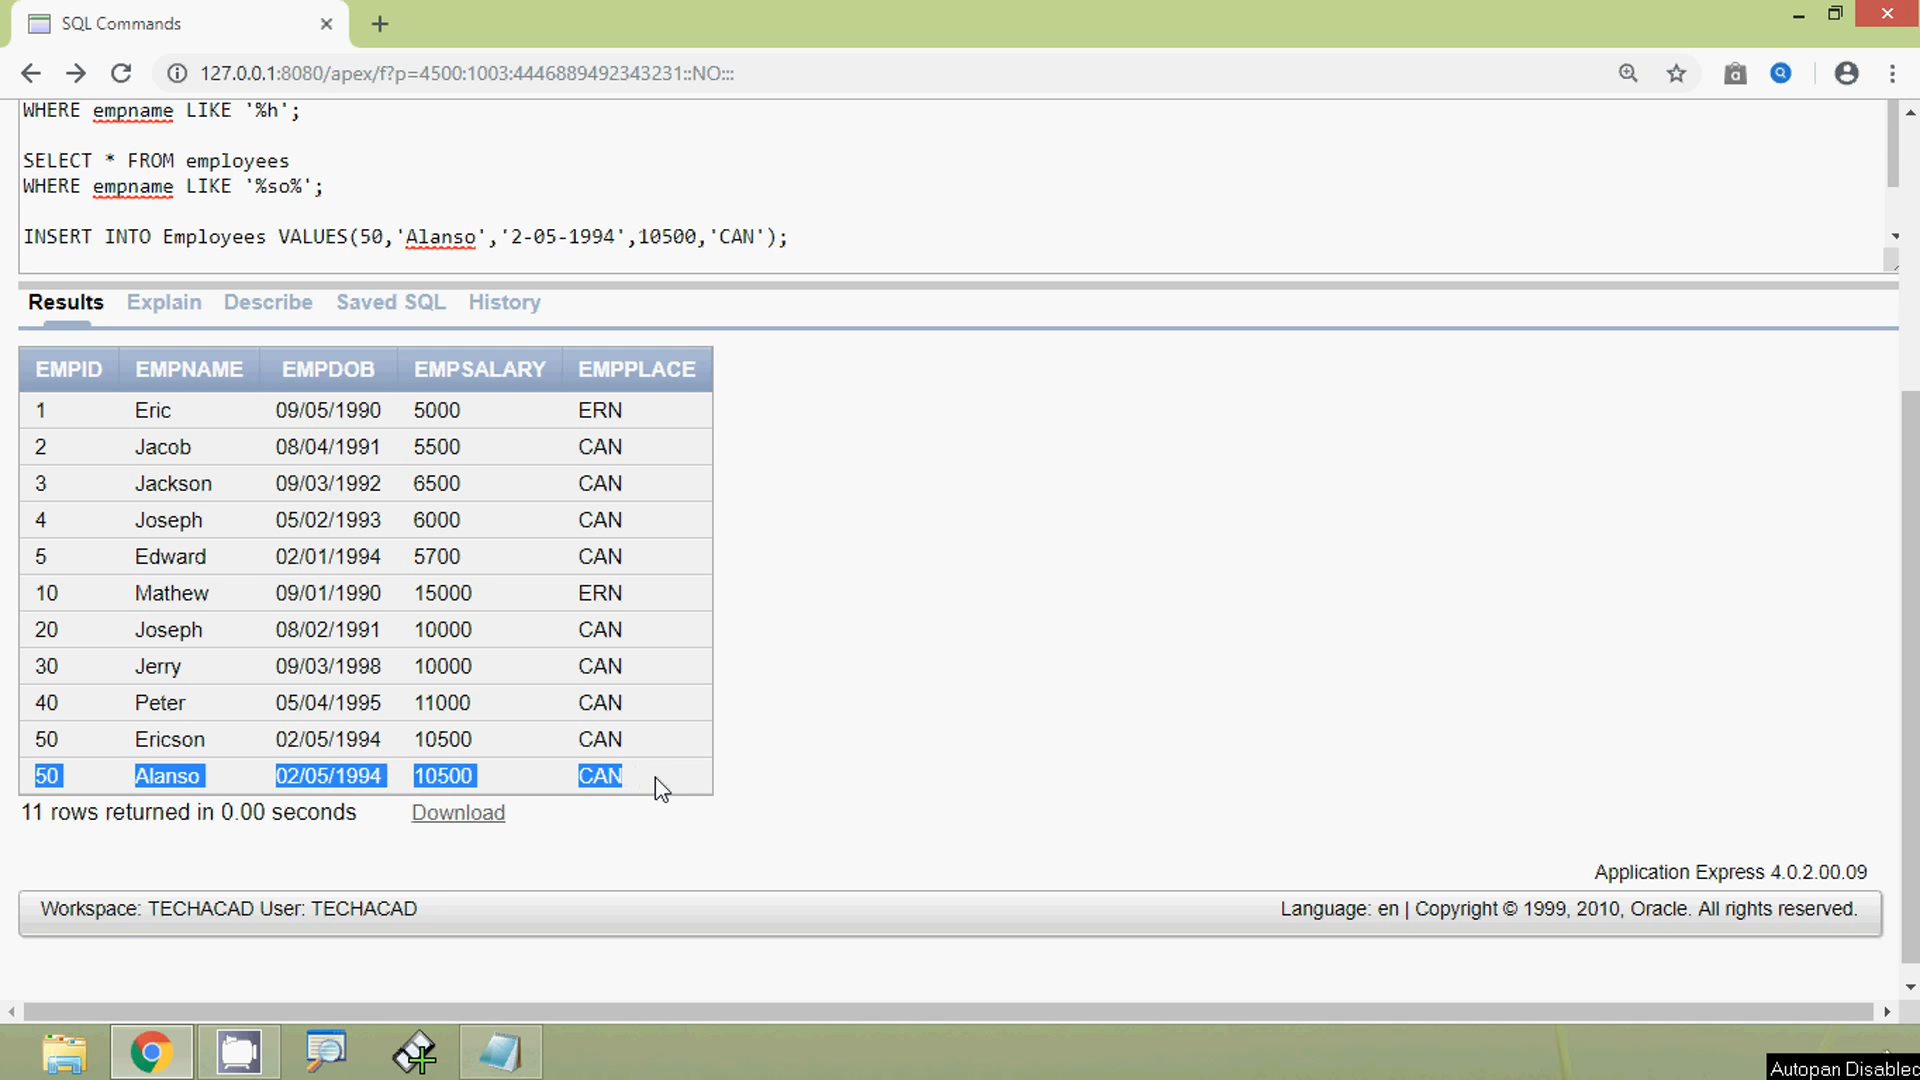 SQL Commands
127.0.0.1:8080/apex/f?p=4500:1003:4446889492343231::NO:::
WHERE empname LIKE '%h';
SELECT * FROM employees
WHERE empname LIKE '%so%';
INSERT INTO Employees VALUES(50,'Alanso','2-05-1994',10500,'CAN');
Results Explain Describe Saved SQL History
EMPID EMPNAME EMPDOB EMPSALARY EMPPLACE
1 Eric 09/05/1990 5000 ERN
2 Jacob 08/04/1991 5500 CAN
3 Jackson 09/03/1992 6500 CAN
4 Joseph 05/02/1993 6000 CAN
5 Edward 02/01/1994 5700 CAN
10 Mathew 09/01/1990 15000 ERN
20 Joseph 08/02/1991 10000 CAN
30 Jerry 09/03/1998 10000 CAN
40 Peter 05/04/1995 11000 CAN
50 Ericson 02/05/1994 10500 CAN
50 Alanso 02/05/1994 10500 CAN
11 rows returned in 0.00 seconds Download
Application Express 4.0.2.00.09
Workspace: TECHACAD User: TECHACAD Language: en | Copyright © 1999, 2010, Oracle. All rights reserved.
Autopan Disabled